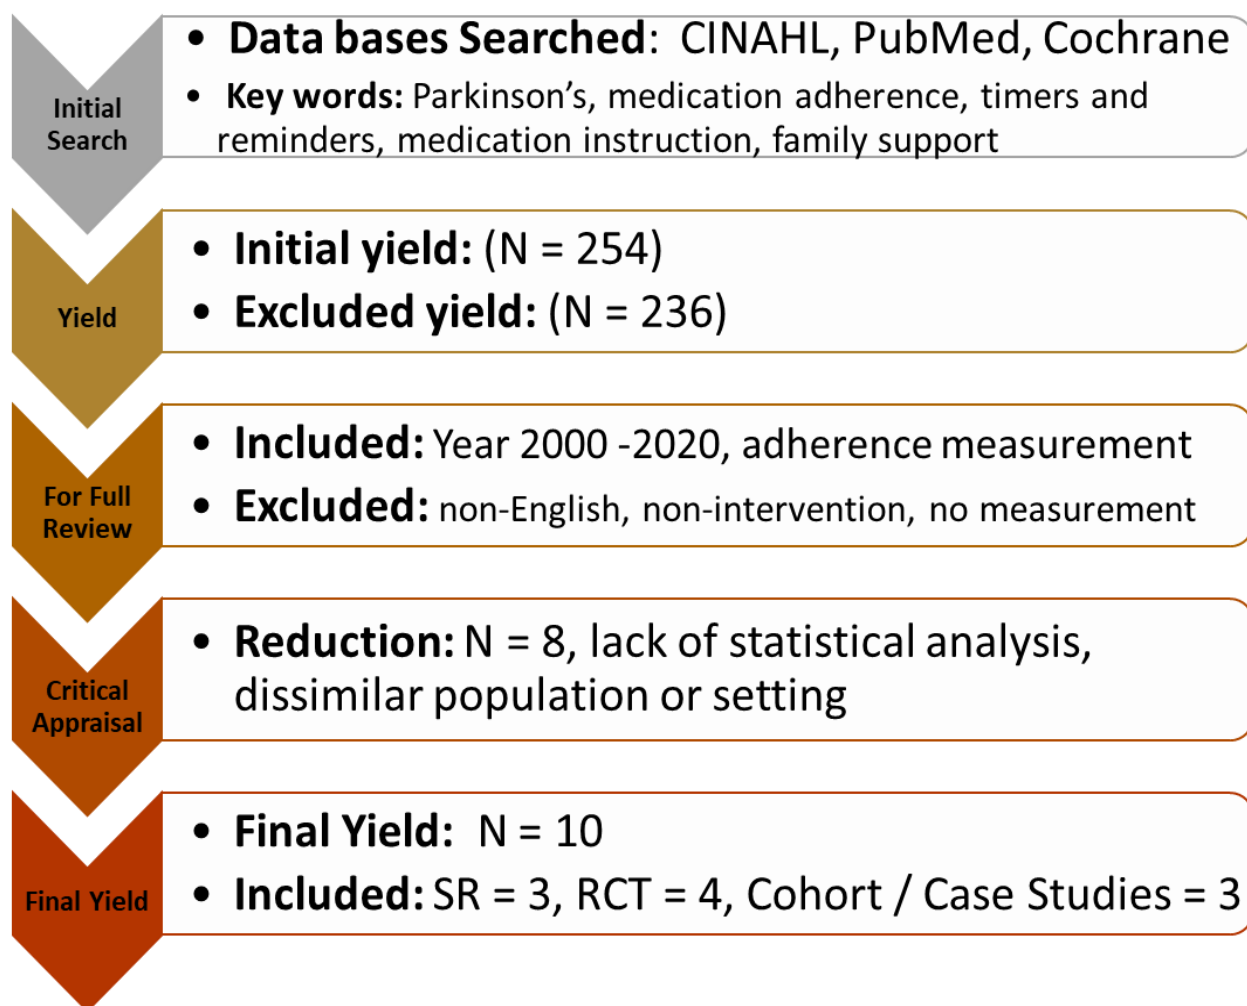 Initial
Search
• Data bases Searched: CINAHL, PubMed, Cochrane
• Key words: Parkinson’s, medication adherence, timers and
reminders, medication instruction, family support
Yield
• Initial yield: (N = 254)
• Excluded yield: (N = 236)
For Full
Review
• Included: Year 2000 -2020, adherence measurement
• Excluded: non-English, non-intervention, no measurement
Critical
Appraisal
• Reduction: N = 8, lack of statistical analysis,
dissimilar population or setting
Final Yield
• Final Yield: N = 10
• Included: SR = 3, RCT = 4, Cohort / Case Studies = 3